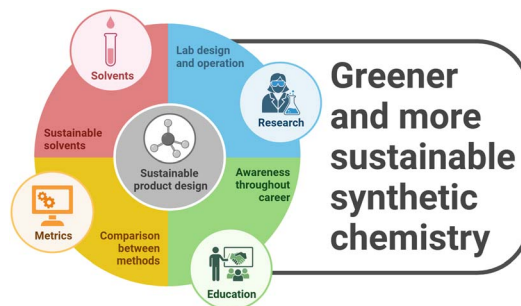 Solvents
Lab design
and operation
Research
Sustainable
solvents
Sustainable
product design
Awareness
throughout
career
Metrics
Comparison
between
methods
Education
Greener
and more
sustainable
synthetic
chemistry